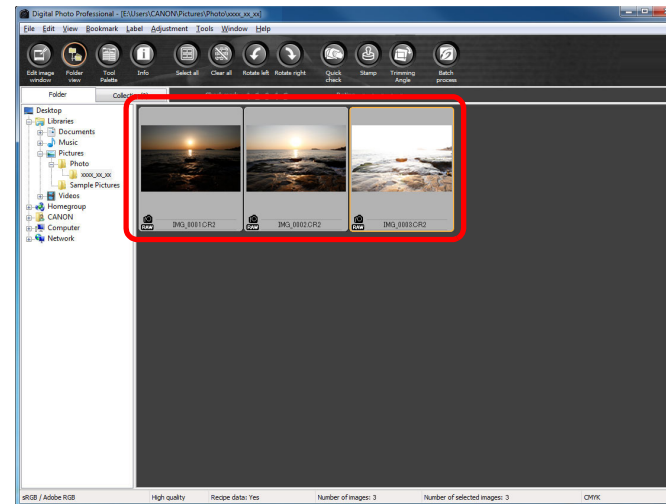 Digital Photo Professional - [E:\Users\CANON\Pictures\Photo\xxxx_xx_xx]
File Edit View Bookmark Label Adjustment Tools Window Help
Edit image window
Folder view
Tool Palette
Info
Select all
Clear all
Rotate left
Rotate right
Quick check
Stamp
Trimming Angle
Batch process
Folder
Desktop
Libraries
Documents
Music
Pictures
Photo
xxxx_xx_xx
Sample Pictures
Videos
Homegroup
CANON
Computer
Network
RAW IMG_0001.CR2
RAW IMG_0002.CR2
RAW IMG_0003.CR2
sRGB / Adobe RGB High quality Recipe data: Yes Number of images: 3 Number of selected images: 3 CMYK